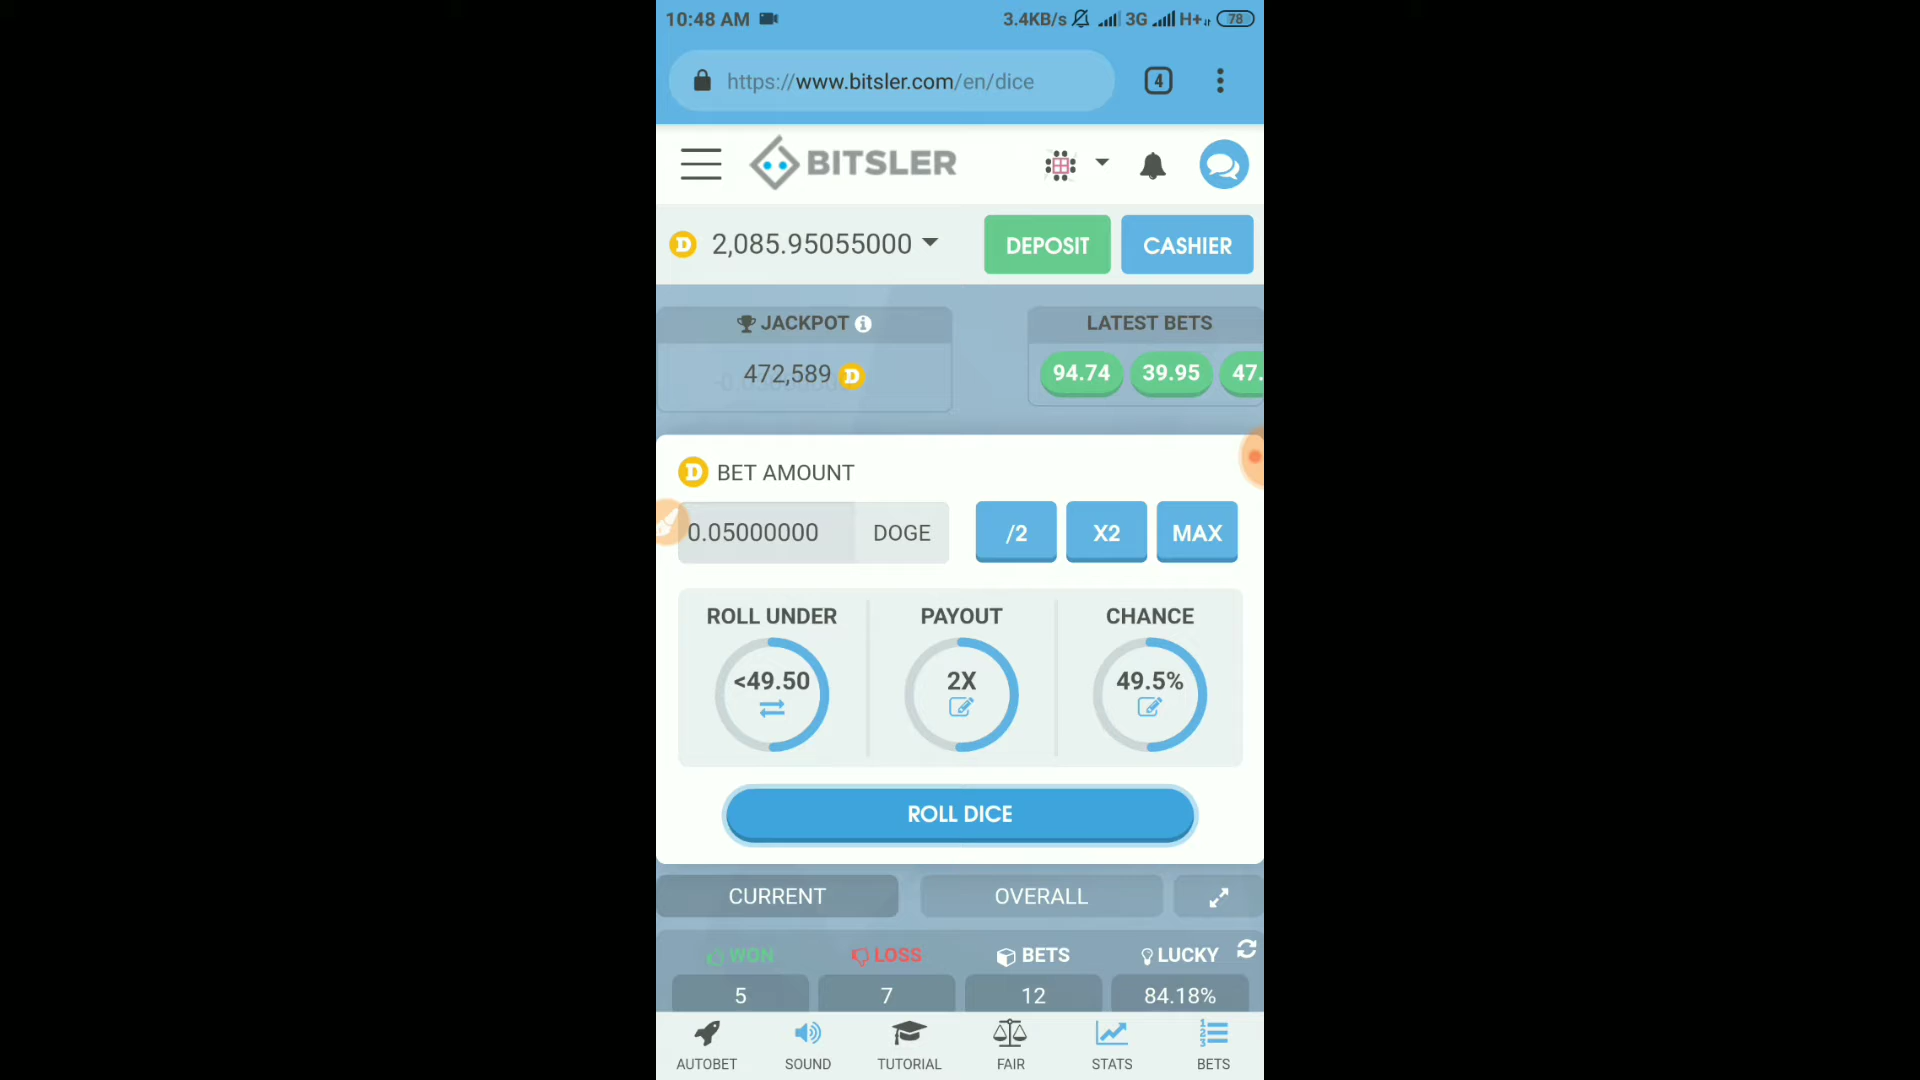 10:48 AM 3.4KB/s 3G H+ 78
https://www.bitsler.com/en/dice 4
BITSLER
2,085.95055000 DEPOSIT CASHIER
JACKPOT LATEST BETS
472,589 94.74 39.95 47.
BET AMOUNT
0.05000000 DOGE /2 X2 MAX
ROLL UNDER PAYOUT CHANCE
<49.50 2X 49.5%
ROLL DICE
CURRENT OVERALL
WON LOSS BETS LUCKY
5 7 12 84.18%
AUTOBET SOUND TUTORIAL FAIR STATS BETS